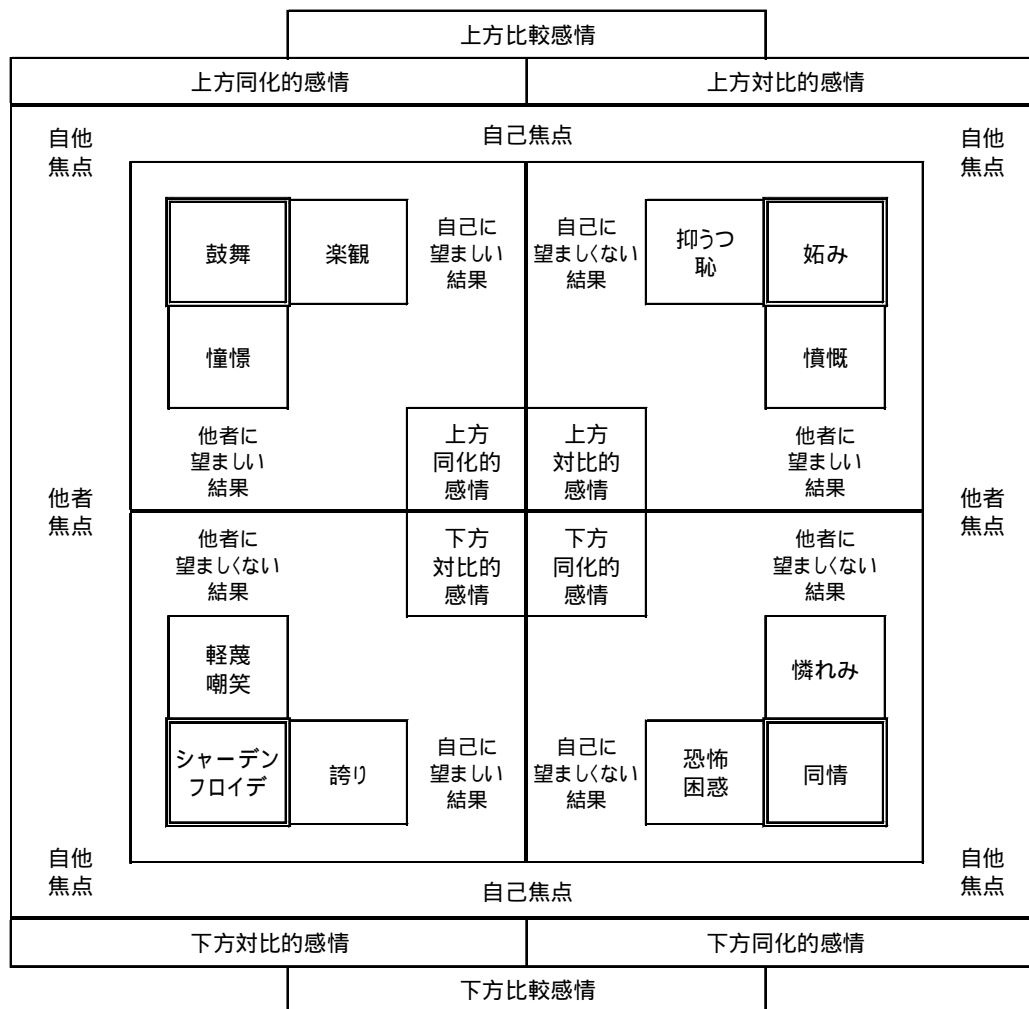 上方比較感情
上方同化的感情
上方対比的感情
自他
焦点
自己焦点
自他
焦点
鼓舞
楽観
自己に
望ましい
結果
自己に
望ましくない
結果
抑うつ
恥
妬み
憧憬
憤慨
他者に
望ましい
結果
上方
同化的
感情
上方
対比的
感情
他者に
望ましい
結果
他者
焦点
他者
焦点
他者に
望ましくない
結果
下方
対比的
感情
下方
同化的
感情
他者に
望ましくない
結果
軽蔑
嘲笑
憐れみ
シャーデン
フロイデ
誇り
自己に
望ましい
結果
自己に
望ましくない
結果
恐怖
困惑
同情
自他
焦点
自己焦点
自他
焦点
下方対比的感情
下方同化的感情
下方比較感情